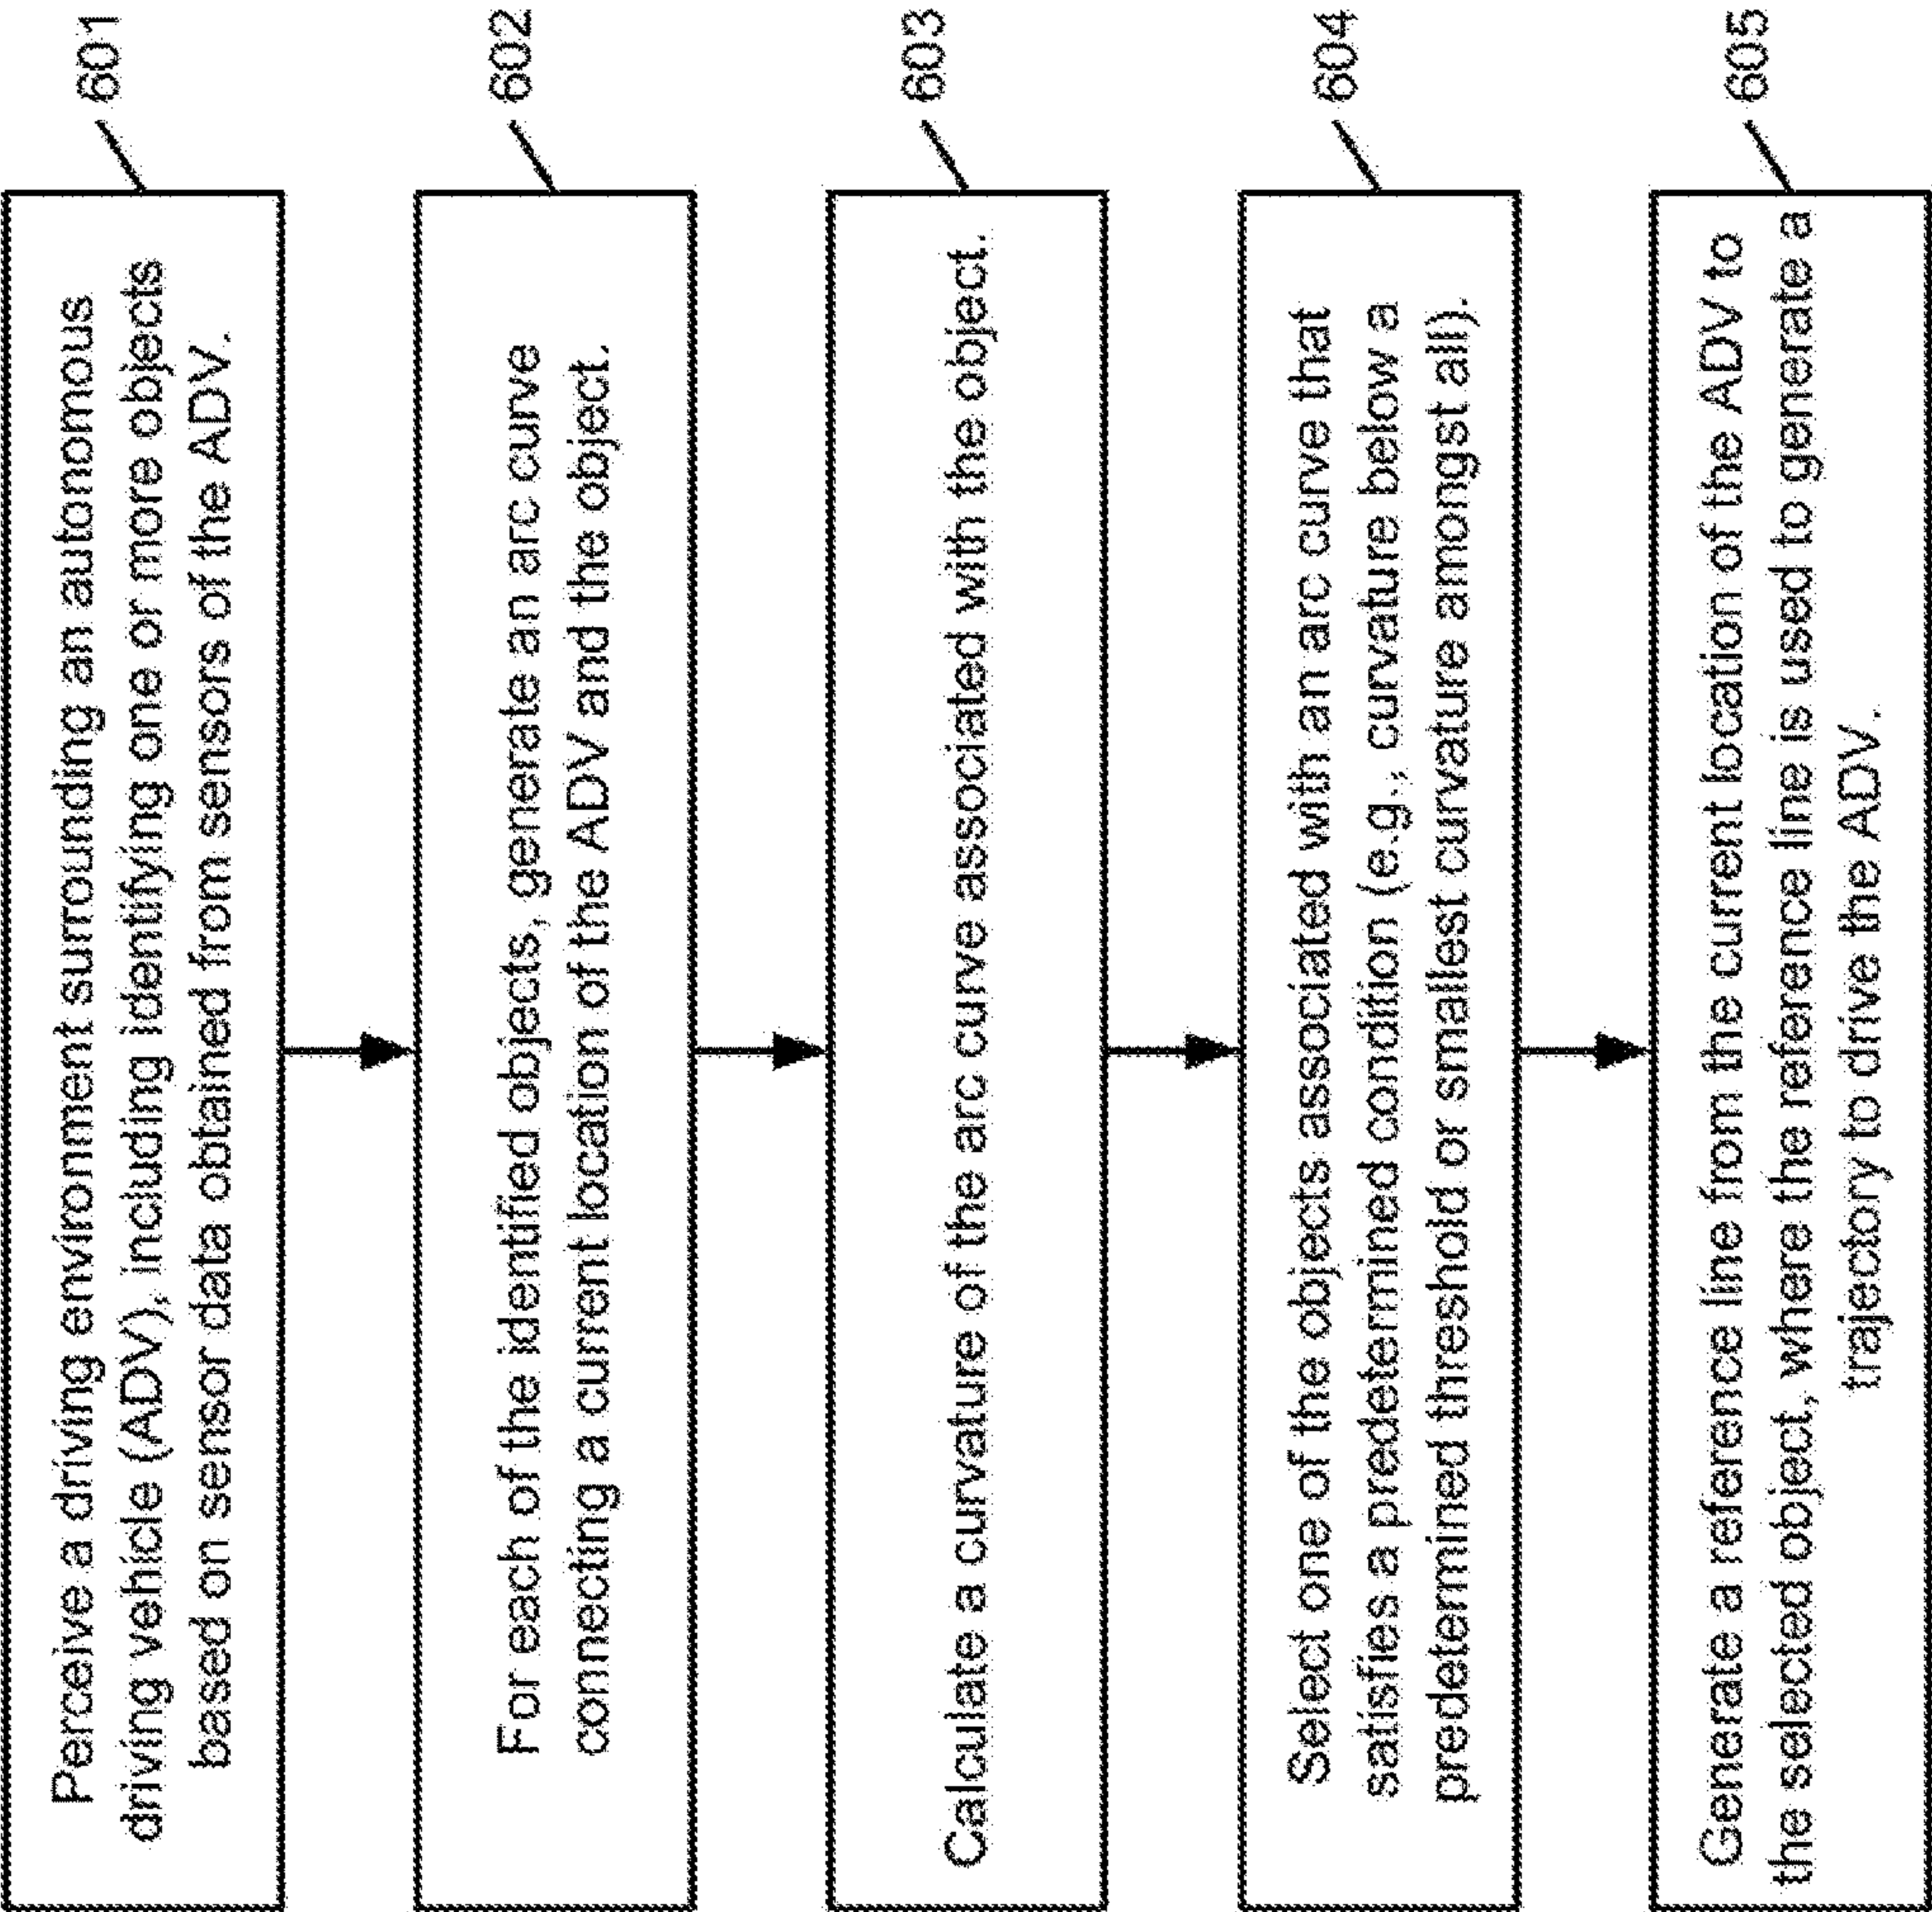 Perceive a driving environment surrounding an autonomous
driving vehicle (ADV), including identifying one or more objects
based on sensor data obtained from sensors of the ADV.
601
For each of the identified objects, generate an arc curve
connecting a current location of the ADV and the object.
602
Calculate a curvature of the arc curve associated with the object.
603
Select one of the objects associated with an arc curve that
satisfies a predetermined condition (e.g., curvature below a
predetermined threshold or smallest curvature amongst all).
604
Generate a reference line from the current location of the ADV to
the selected object, where the reference line is used to generate a
trajectory to drive the ADV.
605